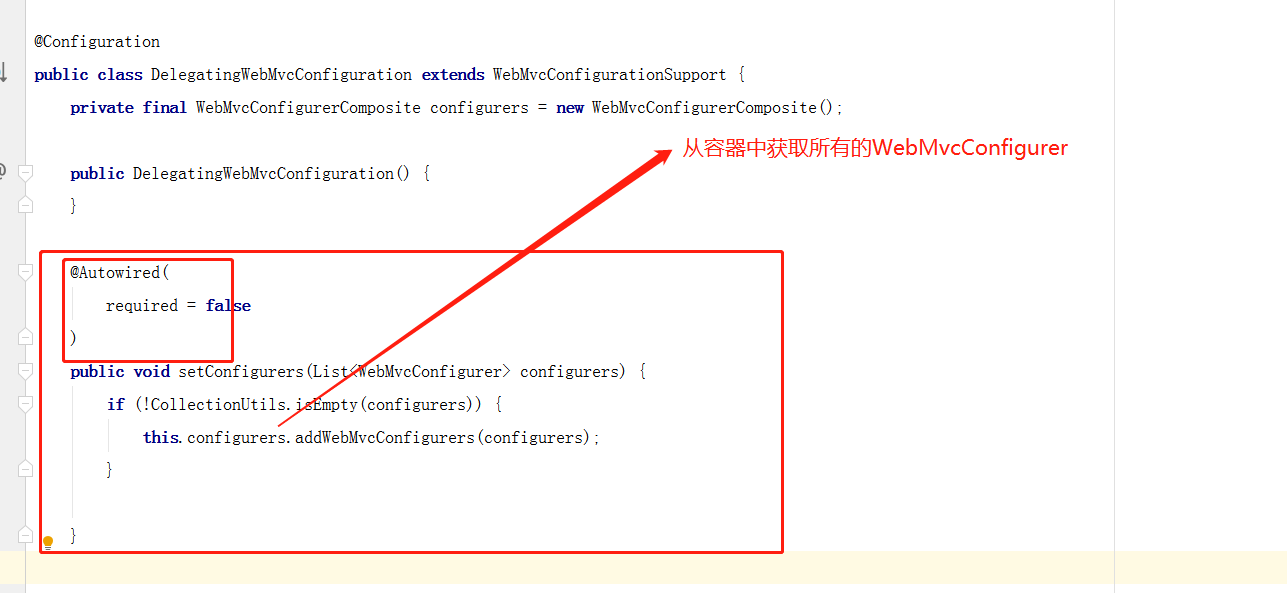 @Configuration
public class DelegatingWebMvcConfiguration extends WebMvcConfigurationSupport {
private final WebMvcConfigurerComposite configurers = new WebMvcConfigurerComposite();
从容器中获取所有的WebMvcConfigurer
public DelegatingWebMvcConfiguration() {
}
@Autowired(
required = false
)
public void setConfigurers(List<WebMvcConfigurer> configurers) {
if (!CollectionUtils.isEmpty(configurers)) {
this.configurers.addWebMvcConfigurers(configurers);
}
}